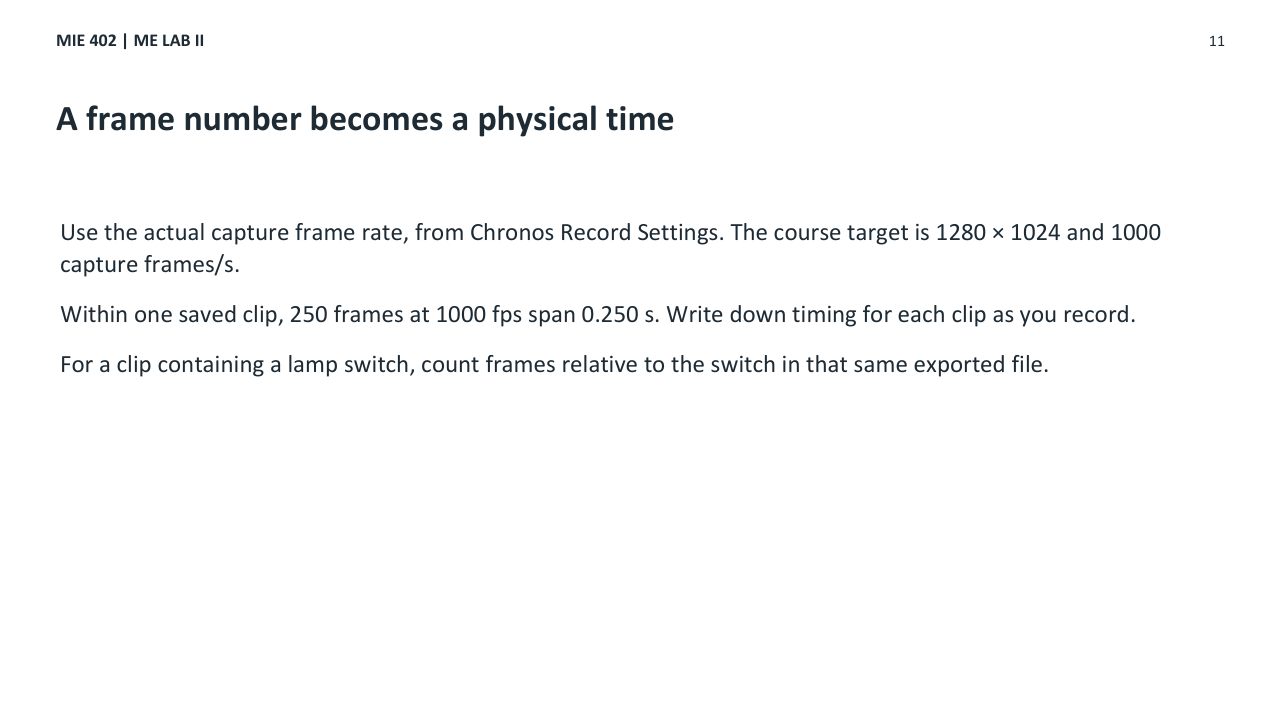 MIE 402 | ME LAB II
11
A frame number becomes a physical time
Use the actual capture frame rate, from Chronos Record Settings. The course target is 1280 × 1024 and 1000
capture frames/s.
Within one saved clip, 250 frames at 1000 fps span 0.250 s. Write down timing for each clip as you record.
For a clip containing a lamp switch, count frames relative to the switch in that same exported file.